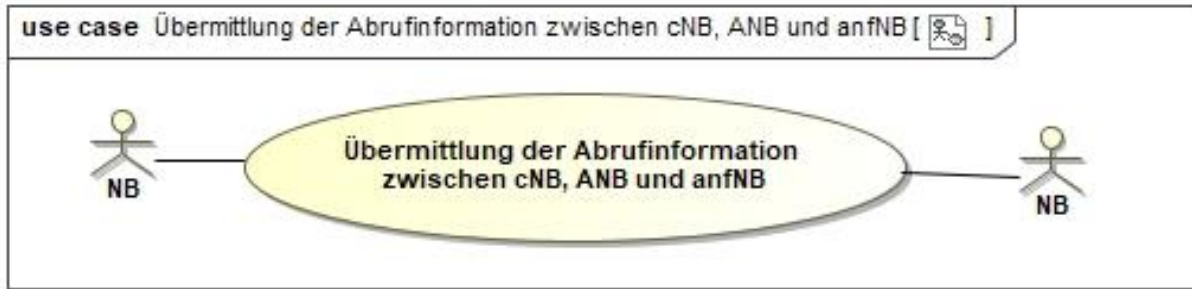 use case Übermittlung der Abrufinformation zwischen cNB, ANB und anfNB [ ]
Übermittlung der Abrufinformation
zwischen cNB, ANB und anfNB
NB
NB